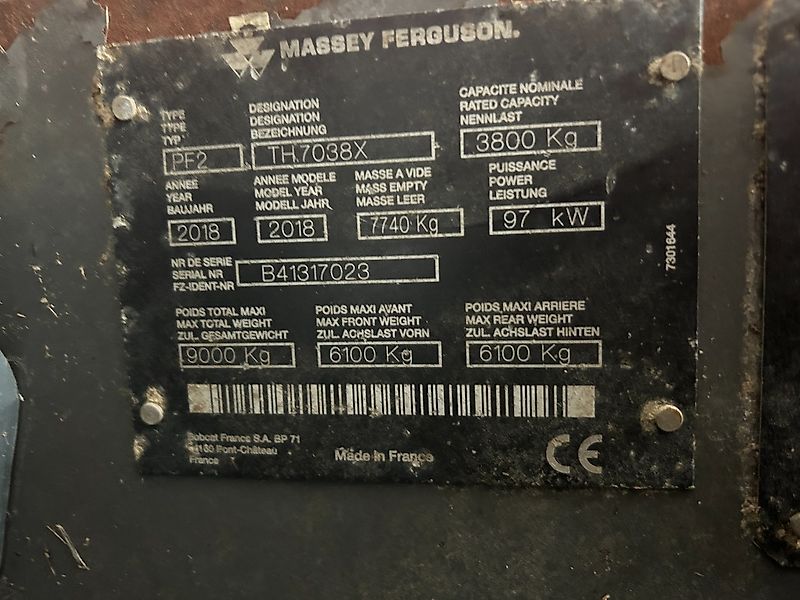 MASSEY FERGUSON.
TYPE
TYPE
TYP
PF2
DESIGNATION
DESIGNATION
BEZEICHNUNG
TH.7038X
CAPACITE NOMINALE
RATED CAPACITY
NENNLAST
3800 Kg
ANNEE
YEAR
BAUJAHR
2018
ANNEE MODELE
MODEL YEAR
MODELL JAHR
2018
MASSE A VIDE
MASS EMPTY
MASSE LEER
7740 Kg
PUISSANCE
POWER
LEISTUNG
97 kW
NR DE SERIE
SERIAL NR
FZ-IDENT-NR
B41317023
7301644
POIDS TOTAL MAXI
MAX TOTAL WEIGHT
ZUL. GESAMTGEWICHT
9000 Kg
POIDS MAXI AVANT
MAX FRONT WEIGHT
ZUL. ACHSLAST VORN
6100 Kg
POIDS MAXI ARRIERE
MAX REAR WEIGHT
ZUL. ACHSLAST HINTEN
6100 Kg
Bobcat France S.A. BP 71
44160 Pont-Château
France
Made in France
CE